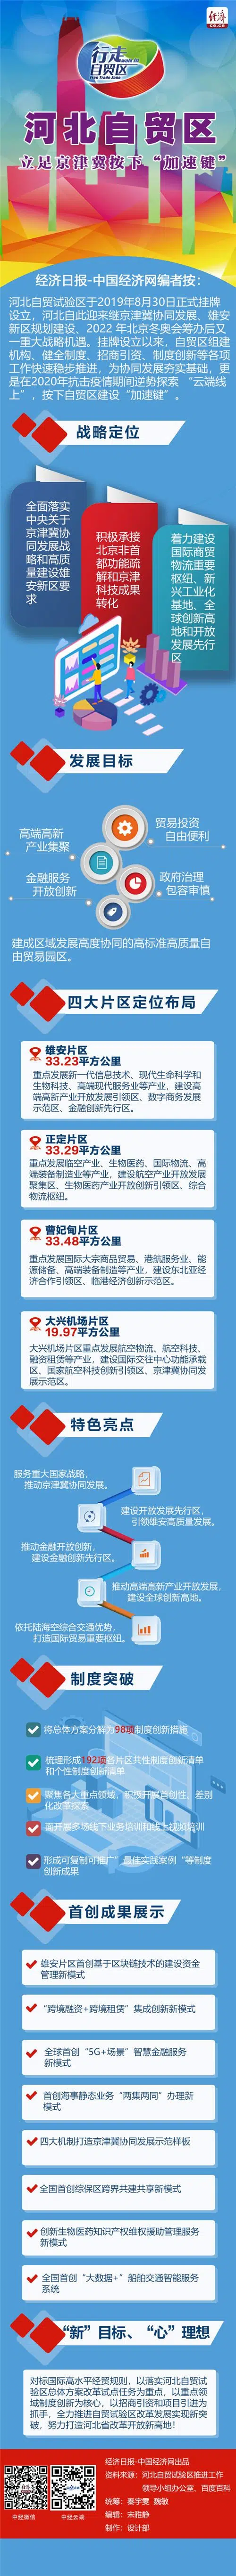 经济
ce.cn
行走
自贸区
Free Trade Zone
河北自贸区
立足京津冀按下“加速键”
经济日报-中国经济网编者按：
河北自贸试验区于2019年8月30日正式挂牌
设立，河北自此迎来继京津冀协同发展、雄安
新区规划建设、2022 年北京冬奥会筹办后又
一重大战略机遇。挂牌设立以来，自贸区组建
机构、健全制度、招商引资、制度创新等各项
工作快速稳步推进，为协同发展夯实基础，更
是在2020年抗击疫情期间逆势探索 “云端线
上”，按下自贸区建设“加速键”。
战略定位
全面落实
中央关于
京津冀协
同发展战
略和高质
量建设雄
安新区要
求
积极承接
北京非首
都功能疏
解和京津
科技成果
转化
着力建设
国际商贸
物流重要
枢纽、新
兴工业化
基地、全
球创新高
地和开放
发展先行
区
发展目标
高端高新
产业集聚
贸易投资
自由便利
金融服务
开放创新
政府治理
包容审慎
建成区域发展高度协同的高标准高质量自
由贸易园区。
四大片区定位布局
雄安片区
33.23平方公里
重点发展新一代信息技术、现代生命科学和
生物科技、高端现代服务业等产业，建设高
端高新产业开放发展引领区、数字商务发展
示范区、金融创新先行区。
正定片区
33.29平方公里
重点发展临空产业、生物医药、国际物流、高
端装备制造业等产业，建设航空产业开放发展
聚集区、生物医药产业开放创新引领区、综合
物流枢纽。
曹妃甸片区
33.48平方公里
重点发展国际大宗商品贸易、港航服务业、能
源储备、高端装备制造等产业，建设东北亚经
济合作引领区、临港经济创新示范区。
大兴机场片区
19.97平方公里
大兴机场片区重点发展航空物流、航空科技、
融资租赁等产业，建设国际交往中心功能承载
区、国家航空科技创新引领区、京津冀协同发
展示范区。
特色亮点
服务重大国家战略，
推动京津冀协同发展。
建设开放发展先行区，
引领雄安高质量发展。
推动金融开放创新，
建设金融创新先行区。
推动高端高新产业开放发展，
建设全球创新高地。
依托陆海空综合交通优势，
打造国际贸易重要枢纽。
制度突破
将总体方案分解为98项制度创新措施
梳理形成192项各片区共性制度创新清单
和个性制度创新清单
聚焦各大重点领域，积极开展首创性、差别
化改革探索
面开展多场线下业务培训和线上视频培训
形成可复制可推广”最佳实践案例“等制度
创新成果
首创成果展示
雄安片区首创基于区块链技术的建设资金
管理新模式
“跨境融资+跨境租赁”集成创新新模式
全球首创“5G+场景”智慧金融服务
新模式
首创海事静态业务“两集两同”办理新
模式
四大机制打造京津冀协同发展示范样板
全国首创综保区跨界共建共享新模式
创新生物医药知识产权维权援助管理服务
新模式
全国首创“大数据+”船舶交通智能服务
系统
“新”目标、“心”理想
对标国际高水平经贸规则，以落实河北自贸试
验区总体方案改革试点任务为重点，以重点领
域制度创新为核心，以招商引资和项目引进为
抓手，全力推进自贸试验区改革发展实现新突
破，努力打造河北省改革开放新高地！
经济日报-中国经济网出品
资料来源：河北自贸试验区推进工作
领导小组办公室、百度百科
统筹：秦宇雯 魏敏
编辑：宋雅静
制作：设计部
中经微信
中经云端